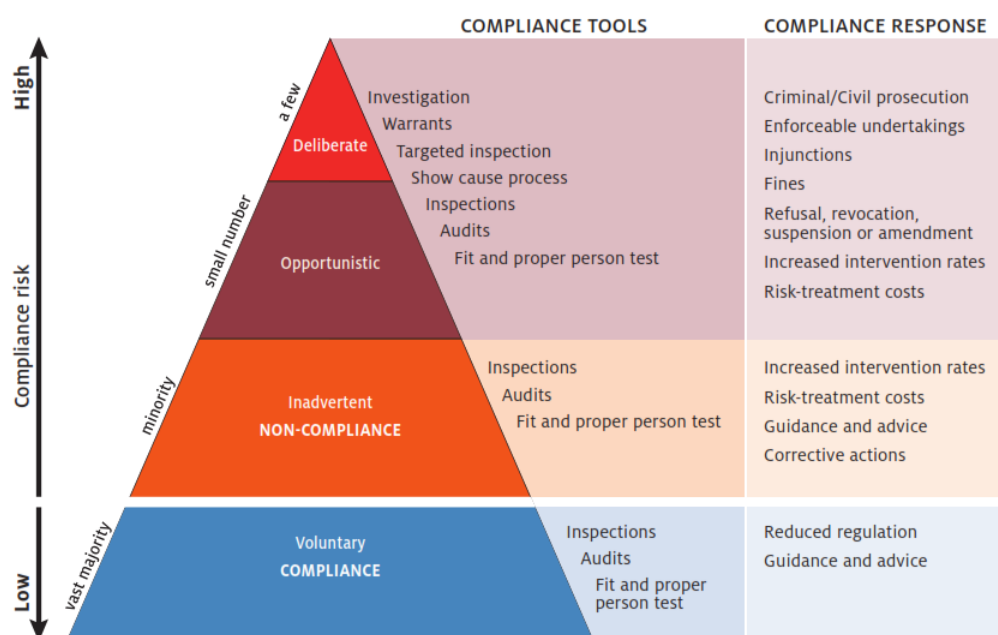 COMPLIANCE TOOLS
COMPLIANCE RESPONSE
High
Compliance risk
Low
a few
small number
minority
vast majority
Deliberate
Opportunistic
Inadvertent
NON-COMPLIANCE
Voluntary
COMPLIANCE
Investigation
Warrants
Targeted inspection
Show cause process
Inspections
Audits
Fit and proper person test
Criminal/Civil prosecution
Enforceable undertakings
Injunctions
Fines
Refusal, revocation,
suspension or amendment
Increased intervention rates
Risk-treatment costs
Inspections
Audits
Fit and proper person test
Increased intervention rates
Risk-treatment costs
Guidance and advice
Corrective actions
Inspections
Audits
Fit and proper
person test
Reduced regulation
Guidance and advice